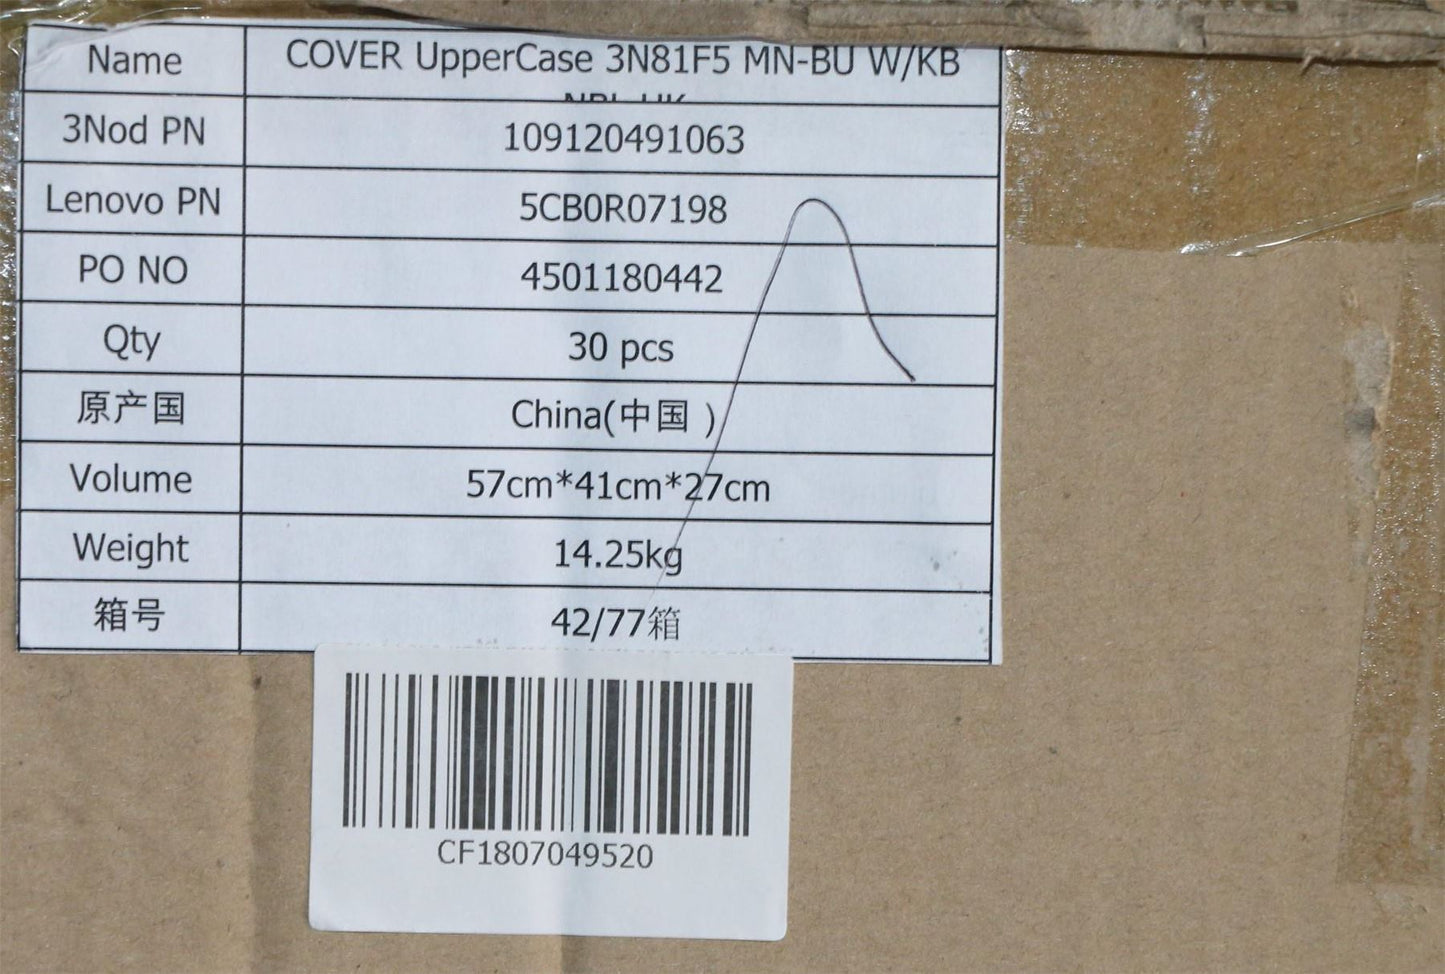 Name COVER UpperCase 3N81F5 MN-BU W/KB
3Nod PN 109120491063
Lenovo PN 5CB0R07198
PO NO 4501180442
Qty 30 pcs
原产国 China(中国 )
Volume 57cm*41cm*27cm
Weight 14.25kg
箱号 42/77箱
CF1807049520